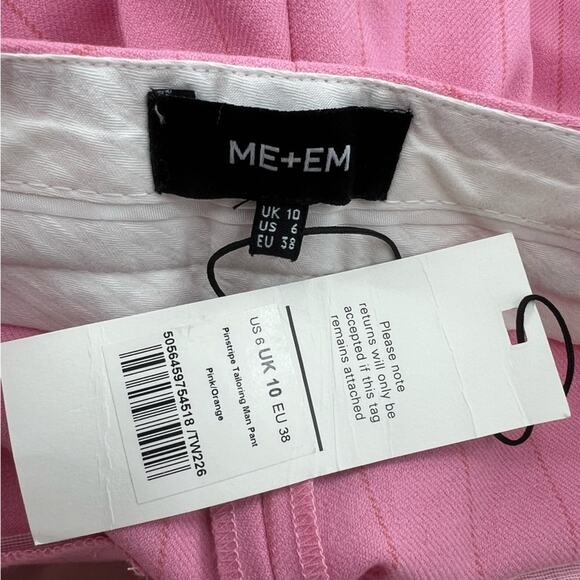 ME+EM
UK 10
US 6
EU 38
Please note
returns will only be
accepted if this tag
remains attached
US 6 UK 10 EU 38
Pinstripe Tailoring Man Pant
Pink/Orange
5056459754518 /TW226